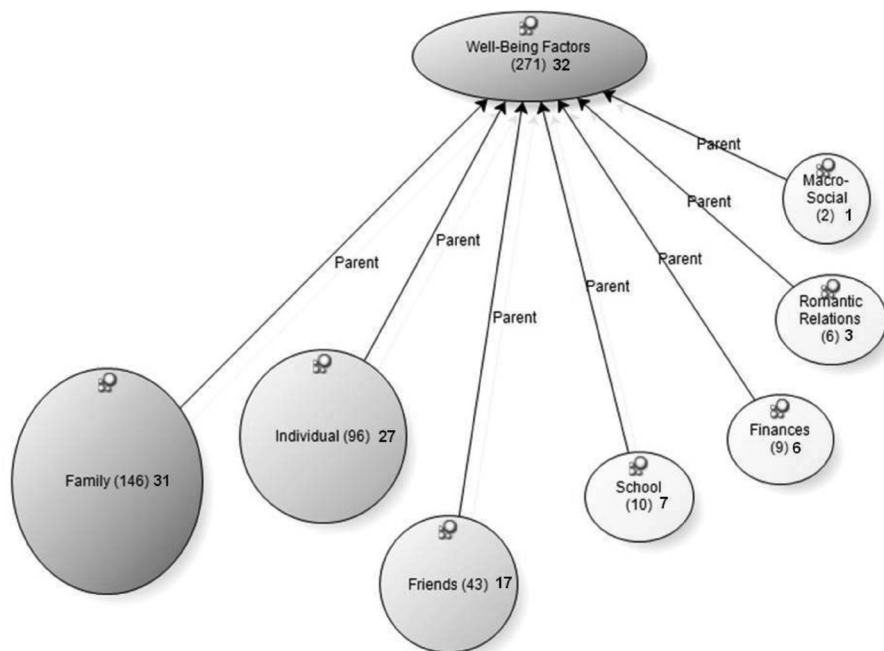 Well-Being Factors
(271) 32
Parent
Macro-
Social
(2) 1
Parent
Parent
Parent
Parent
Romantic
Relations
(6) 3
Parent
Parent
Family (146) 31
Individual (96) 27
Finances
(9) 6
School
(10) 7
Friends (43) 17